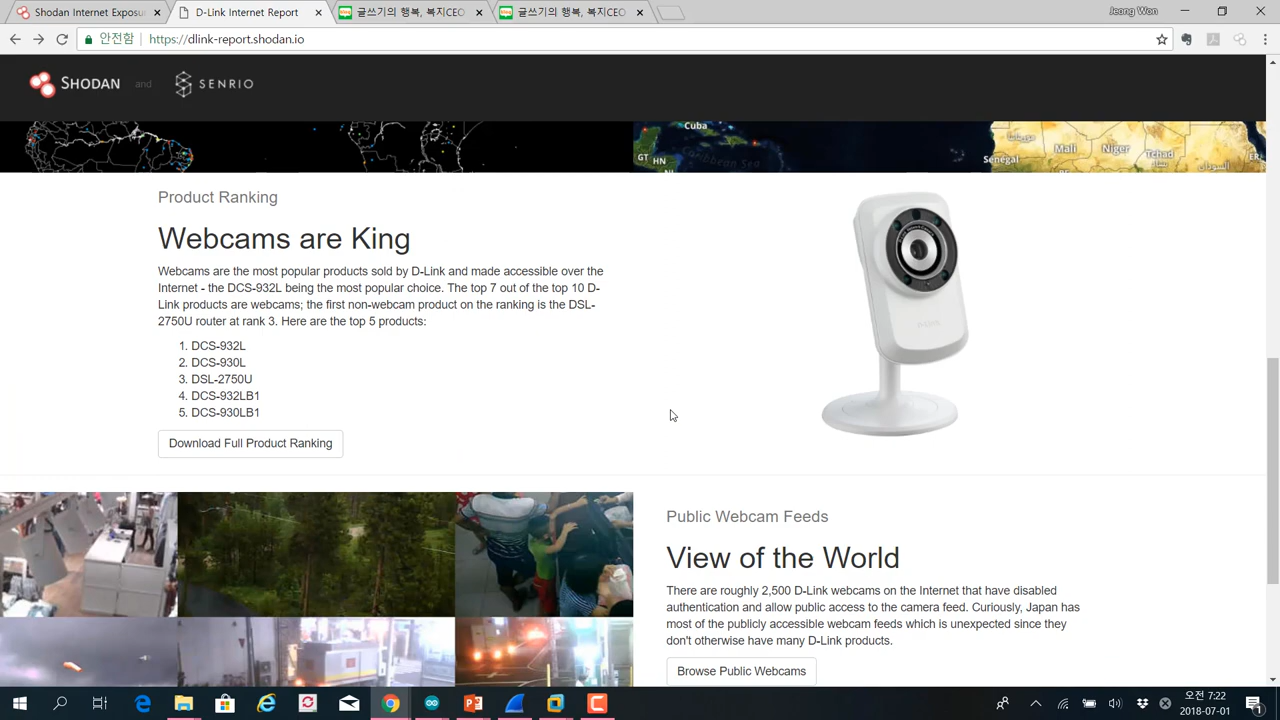 Shodan Internet Exposu
D-Link Internet Report
글쓰기의 행복, 복지CEO
글쓰기의 행복, 복지CEO
Jeong Won
안전함
https://dlink-report.shodan.io
SHODAN and SENRIO
Cuba
GT HN
Caribbean Sea
Senegal
Mali
Niger
Tchad
السودان
ER
Product Ranking
Webcams are King
Webcams are the most popular products sold by D-Link and made accessible over the
Internet - the DCS-932L being the most popular choice. The top 7 out of the top 10 D-
Link products are webcams; the first non-webcam product on the ranking is the DSL-
2750U router at rank 3. Here are the top 5 products:
1. DCS-932L
2. DCS-930L
3. DSL-2750U
4. DCS-932LB1
5. DCS-930LB1
Download Full Product Ranking
Public Webcam Feeds
View of the World
There are roughly 2,500 D-Link webcams on the Internet that have disabled
authentication and allow public access to the camera feed. Curiously, Japan has
most of the publicly accessible webcam feeds which is unexpected since they
don't otherwise have many D-Link products.
Browse Public Webcams
오전 7:22
2018-07-01